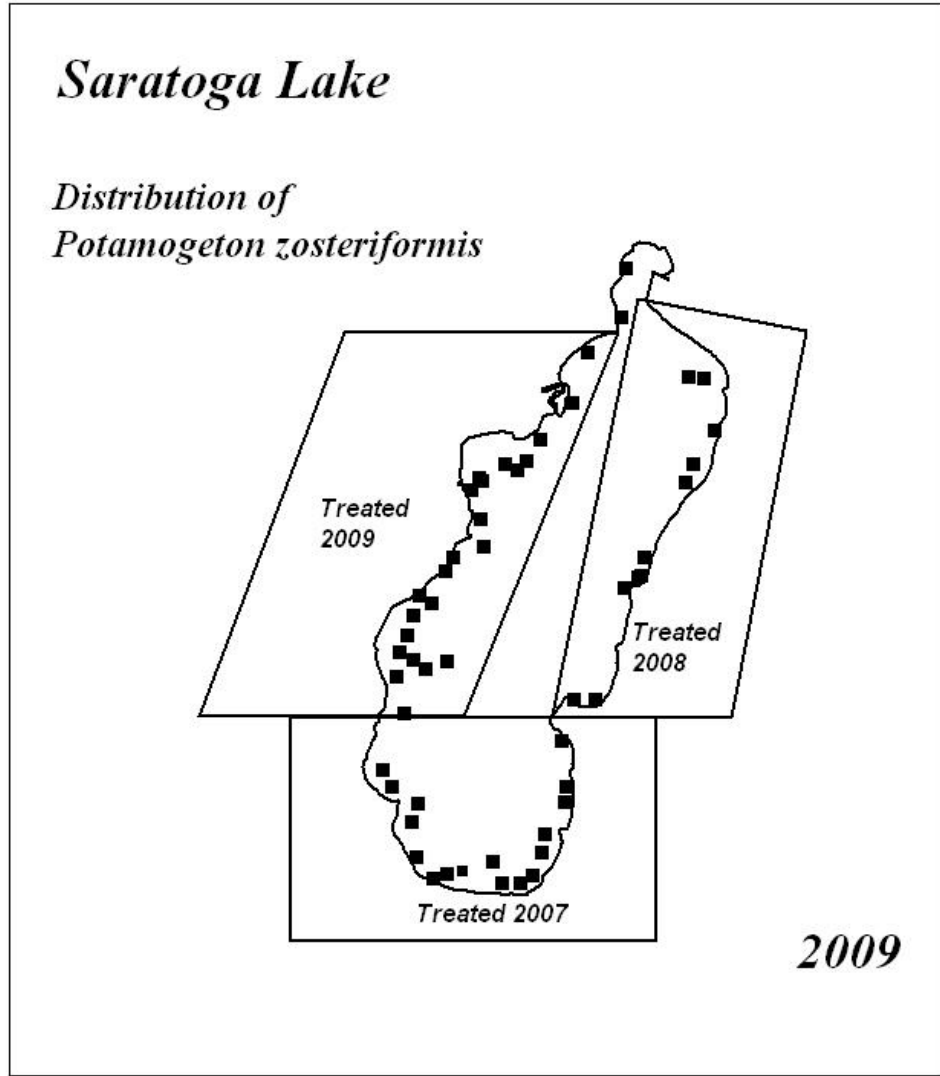 Saratoga Lake
Distribution of
Potamogeton zosteriformis
Treated
2009
Treated
2008
Treated 2007
2009